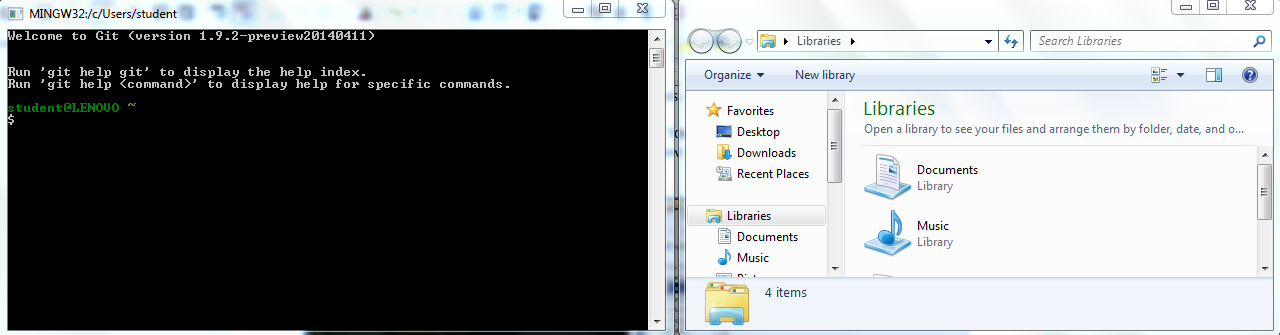 MINGW32:/c/Users/student
Welcome to Git (version 1.9.2-preview20140411)
Run 'git help git' to display the help index.
Run 'git help <command>' to display help for specific commands.
student@LENOVO ~
$
Libraries
Search Libraries
Organize
New library
Favorites
Desktop
Downloads
Recent Places
Libraries
Documents
Music
Libraries
Open a library to see your files and arrange them by folder, date, and o...
Documents
Library
Music
Library
4 items